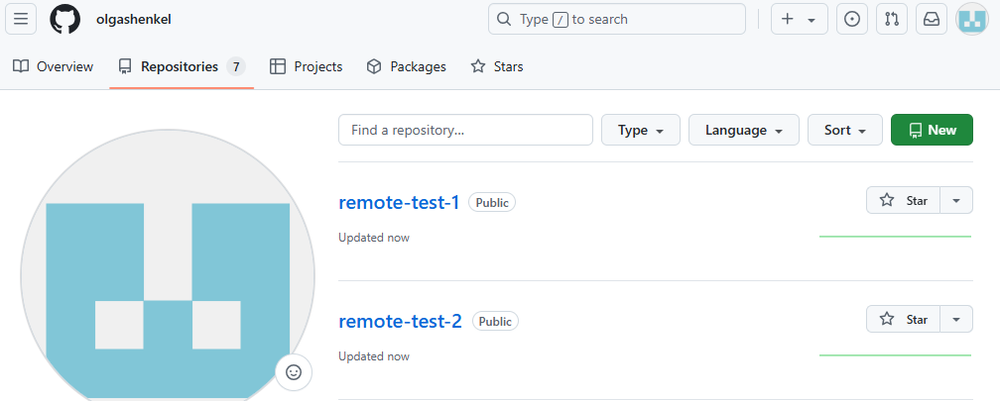 olgashenkel
Type / to search
Overview
Repositories 7
Projects
Packages
Stars
Find a repository...
Type
Language
Sort
New
remote-test-1 Public
Star
Updated now
remote-test-2 Public
Star
Updated now